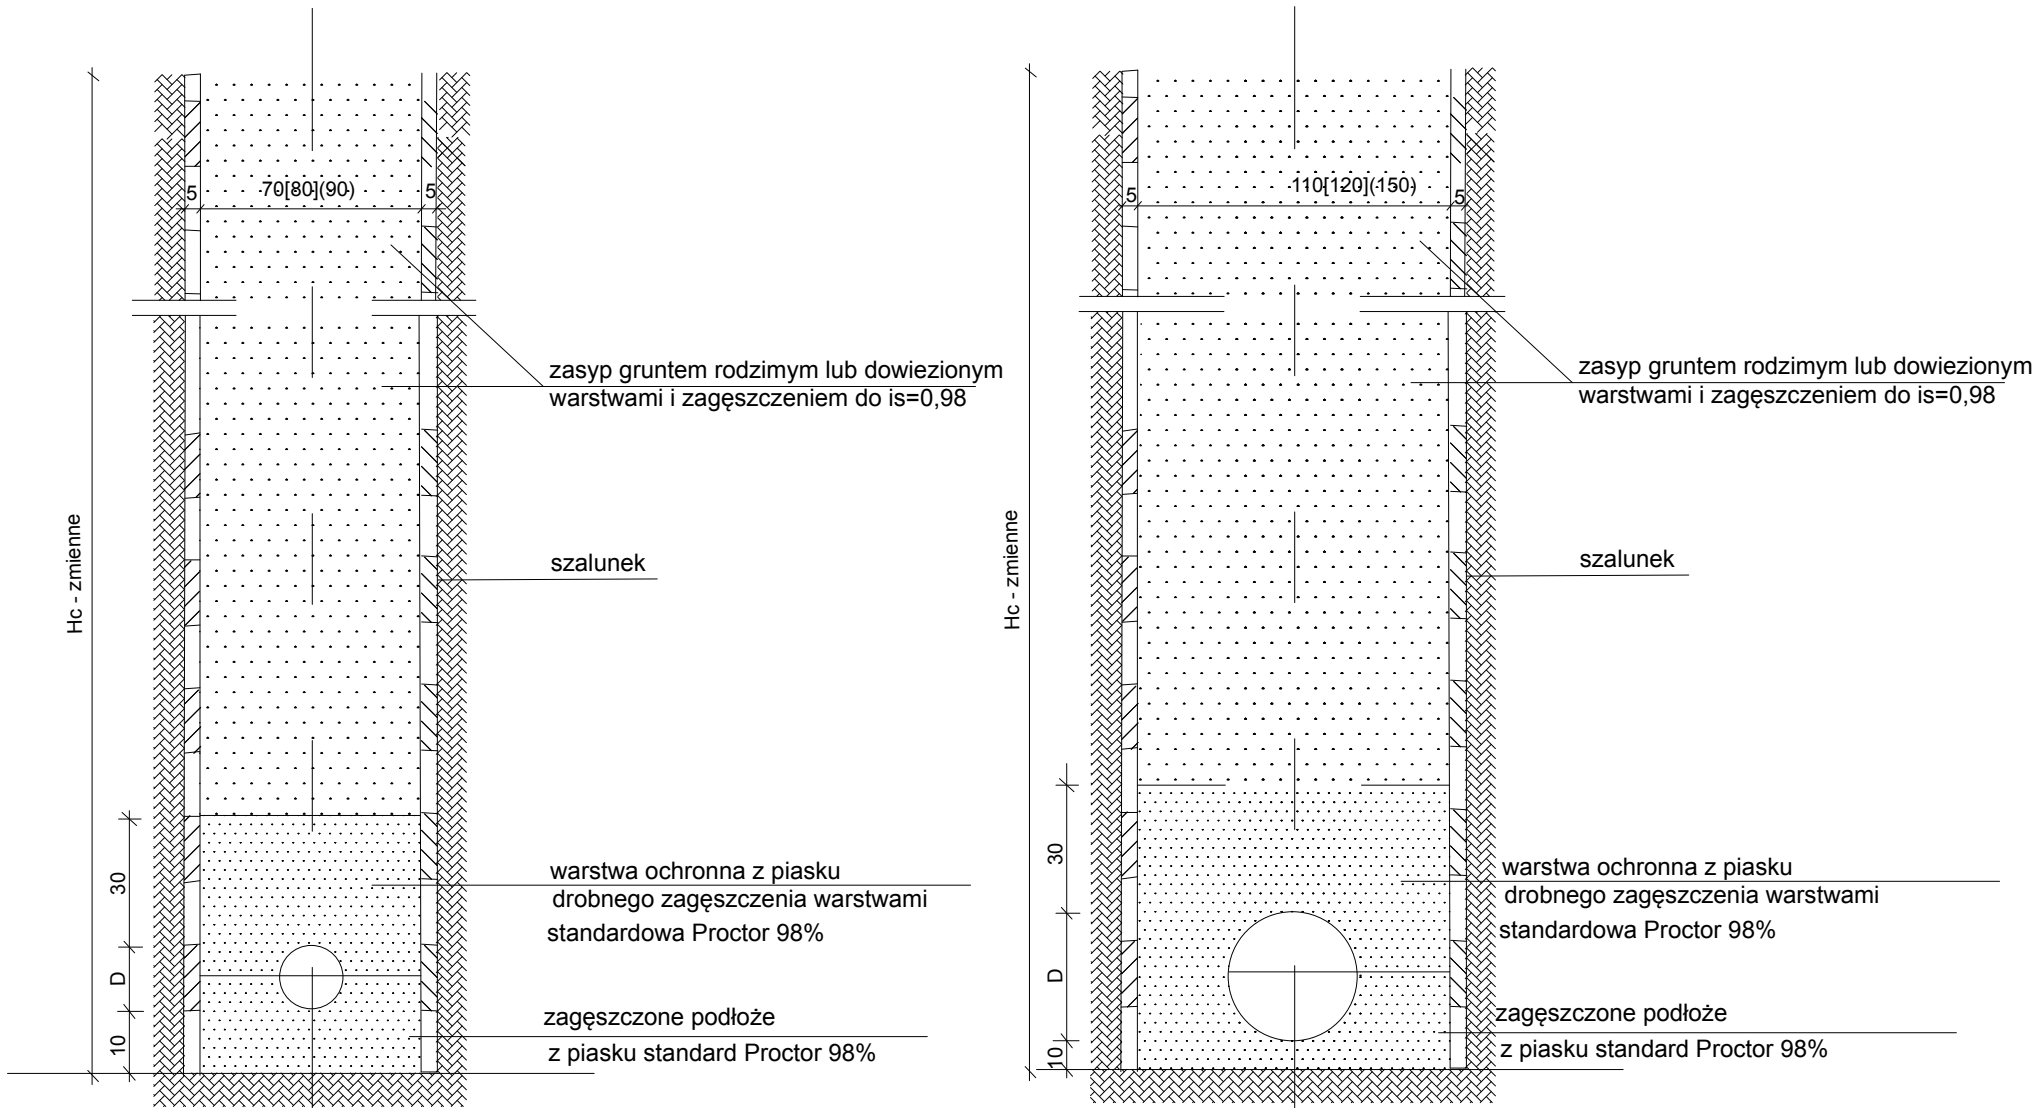 5
70[80](90)
5
zasyp gruntem rodzimym lub dowiezionym
warstwami i zagęszczeniem do is=0,98
Hc - zmienne
szalunek
30
warstwa ochronna z piasku
drobnego zagęszczenia warstwami
standardowa Proctor 98%
D
zagęszczone podłoże
10
z piasku standard Proctor 98%
5
110[120](150)
5
zasyp gruntem rodzimym lub dowiezionym
warstwami i zagęszczeniem do is=0,98
Hc - zmienne
szalunek
30
warstwa ochronna z piasku
drobnego zagęszczenia warstwami
standardowa Proctor 98%
D
zagęszczone podłoże
10
z piasku standard Proctor 98%